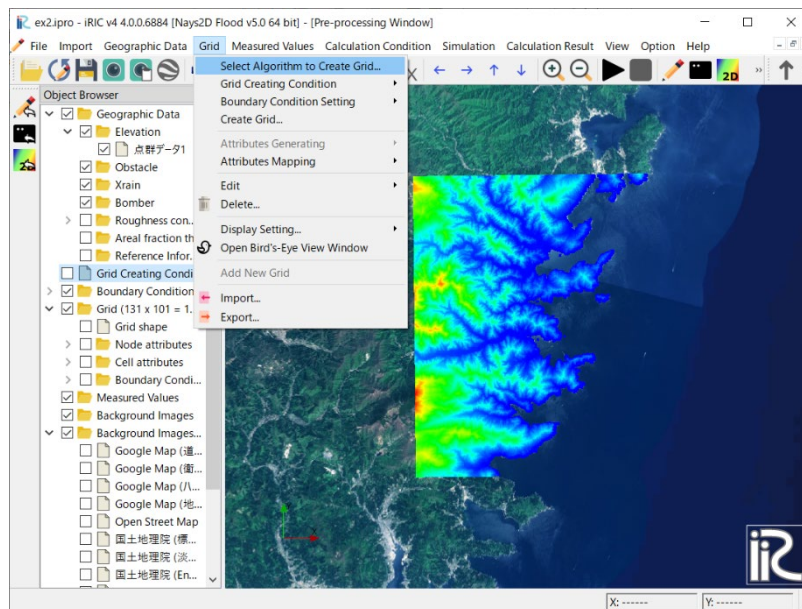 ex2.ipro - iRIC v4 4.0.0.6884 [Nays2D Flood v5.0 64 bit] - [Pre-processing Window]
File Import Geographic Data Grid Measured Values Calculation Condition Simulation Calculation Result View Option Help
2D
Object Browser
Geographic Data
Elevation
点群データ1
Obstacle
Xrain
Bomber
Roughness con...
Areal fraction th
Reference Infor.
Grid Creating Condi
Boundary Condition
Grid (131 x 101 = 1.
Grid shape
Node attributes
Cell attributes
Boundary Condi...
Measured Values
Background Images
Background Images...
Google Map (道...
Google Map (衛...
Google Map (ハ...
Google Map (地...
Open Street Map
国土地理院 (標...
国土地理院 (淡...
国土地理院 (En...
Select Algorithm to Create Grid...
Grid Creating Condition
Boundary Condition Setting
Create Grid...
Attributes Generating
Attributes Mapping
Edit
Delete...
Display Setting...
Open Bird's-Eye View Window
Add New Grid
Import...
Export...
iRIC
X: ------
Y: ------